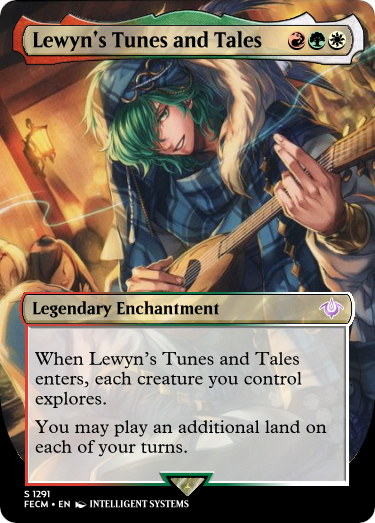 Lewyn's Tunes and Tales
Legendary Enchantment
When Lewyn's Tunes and Tales
enters, each creature you control
explores.
You may play an additional land on
each of your turns.
S 1291
FECM • EN INTELLIGENT SYSTEMS